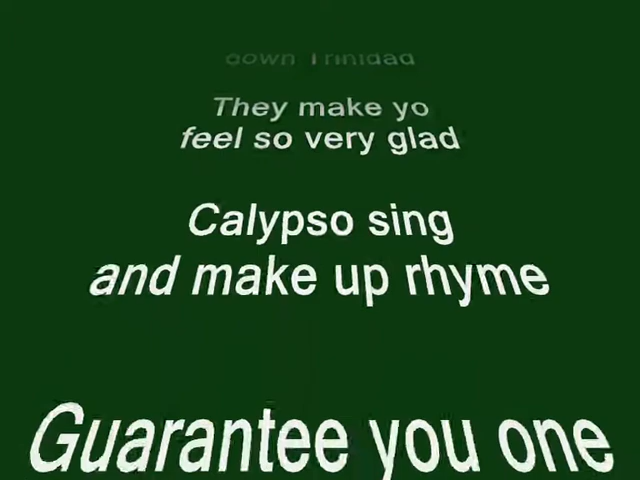 down Trinidad
They make yo
feel so very glad
Calypso sing
and make up rhyme
Guarantee you one